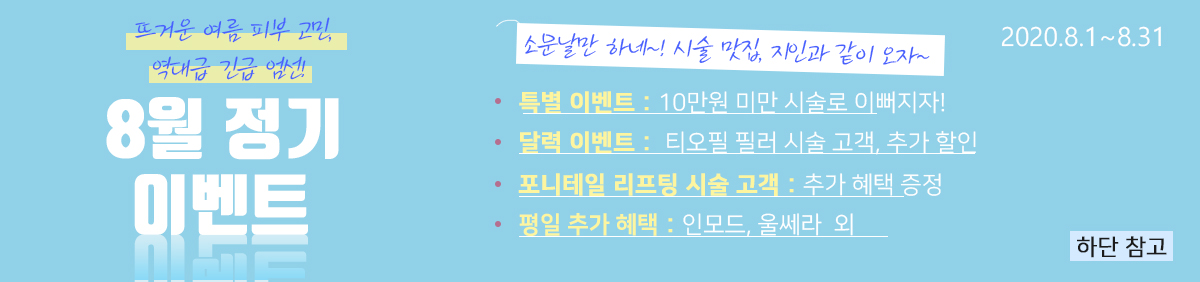 뜨거운 여름 피부 고민,
역대급 긴급 엄선!
8월 정기
이벤트
소문날만 하네~! 시술 맛집, 지인과 같이 오자~
2020.8.1~8.31
• 특별 이벤트 : 10만원 미만 시술로 이뻐지자!
• 달력 이벤트 : 티오필 필러 시술 고객, 추가 할인
• 포니테일 리프팅 시술 고객 : 추가 혜택 증정
• 평일 추가 혜택 : 인모드, 울쎄라 외
하단 참고